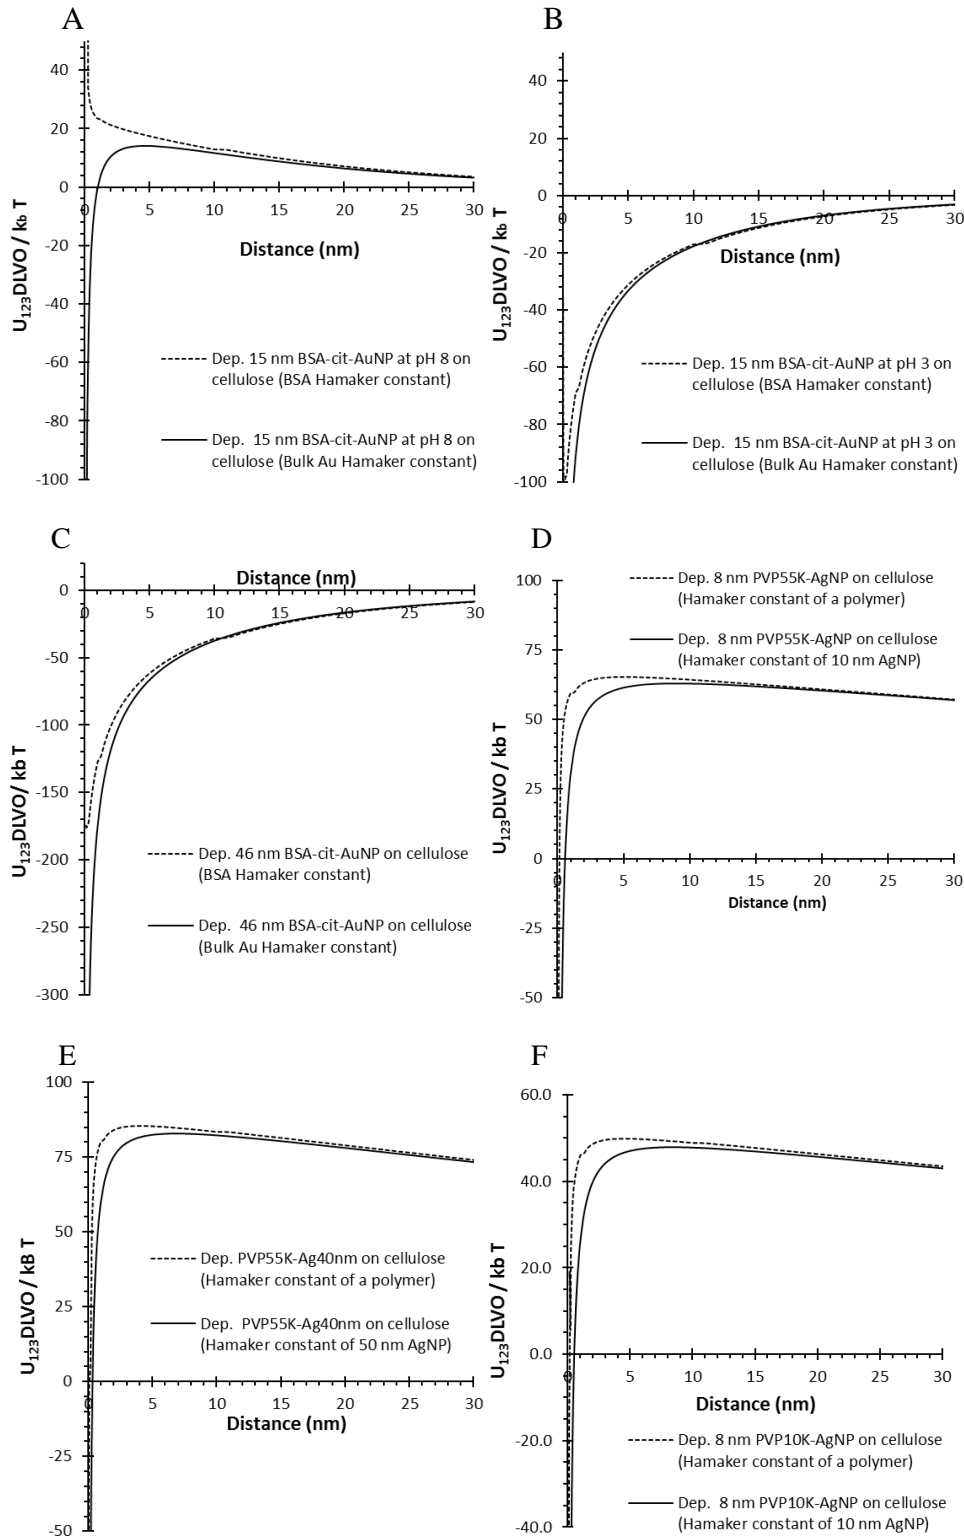 A
40
20
0
-20
-40
-60
-80
-100
0 5 10 15 20 25 30
Distance (nm)
U123DLVO / kb T
Dep. 15 nm BSA-cit-AuNP at pH 8 on
cellulose (BSA Hamaker constant)
Dep. 15 nm BSA-cit-AuNP at pH 8 on
cellulose (Bulk Au Hamaker constant)
B
40
20
0
-20
-40
-60
-80
-100
0 5 10 15 20 25 30
Distance (nm)
U123DLVO / kb T
Dep. 15 nm BSA-cit-AuNP at pH 3 on
cellulose (BSA Hamaker constant)
Dep. 15 nm BSA-cit-AuNP at pH 3 on
cellulose (Bulk Au Hamaker constant)
C
Distance (nm)
0
-50
-100
-150
-200
-250
-300
0 5 10 15 20 25 30
U123DLVO/ kb T
Dep. 46 nm BSA-cit-AuNP on cellulose
(BSA Hamaker constant)
Dep. 46 nm BSA-cit-AuNP on cellulose
(Bulk Au Hamaker constant)
D
Dep. 8 nm PVP55K-AgNP on cellulose
(Hamaker constant of a polymer)
Dep. 8 nm PVP55K-AgNP on cellulose
(Hamaker constant of 10 nm AgNP)
100
75
50
25
0
-25
-50
0 5 10 15 20 25 30
Distance (nm)
U123DLVO / kb T
E
100
75
50
25
0
-25
-50
0 5 10 15 20 25 30
Distance (nm)
U123DLVO / kB T
Dep. PVP55K-Ag40nm on cellulose
(Hamaker constant of a polymer)
Dep. PVP55K-Ag40nm on cellulose
(Hamaker constant of 50 nm AgNP)
F
60.0
40.0
20.0
0.0
-20.0
-40.0
0 5 10 15 20 25 30
Distance (nm)
U123DLVO / kb T
Dep. 8 nm PVP10K-AgNP on cellulose
(Hamaker constant of a polymer)
Dep. 8 nm PVP10K-AgNP on cellulose
(Hamaker constant of 10 nm AgNP)